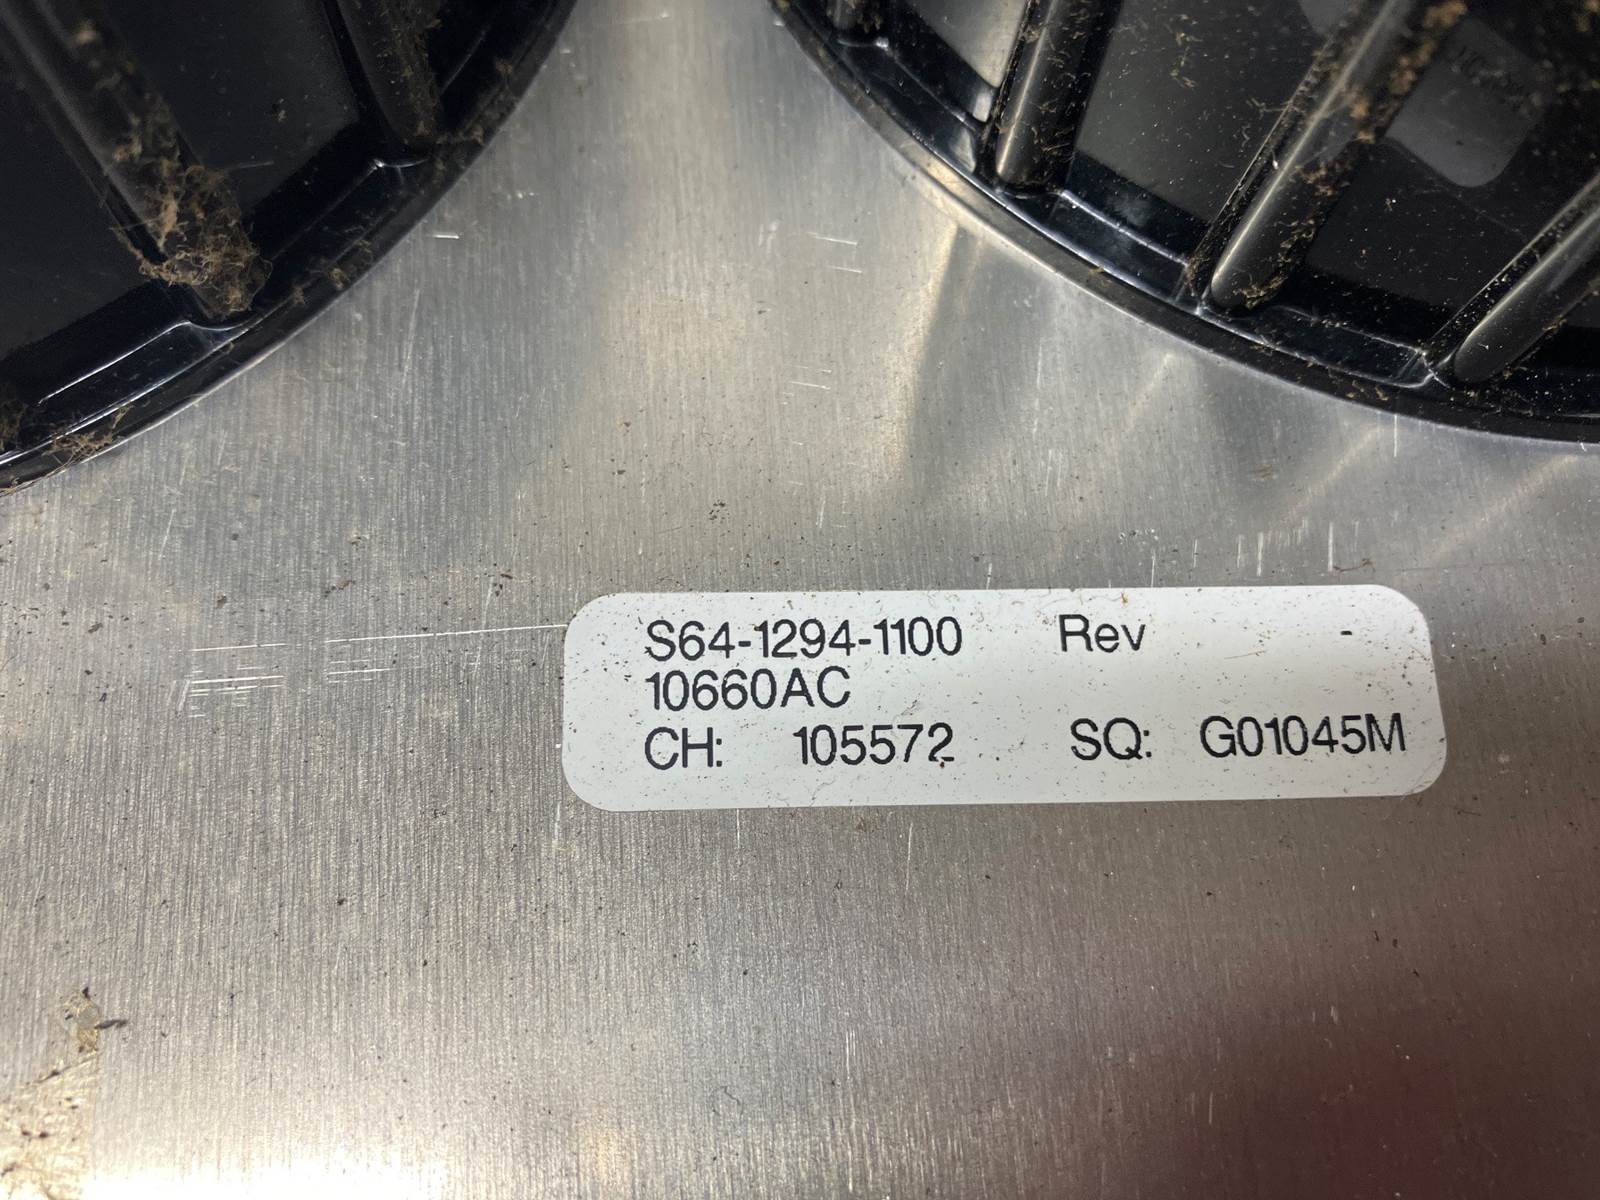 S64-1294-1100 Rev -
10660AC
CH: 105572 SQ: G01045M